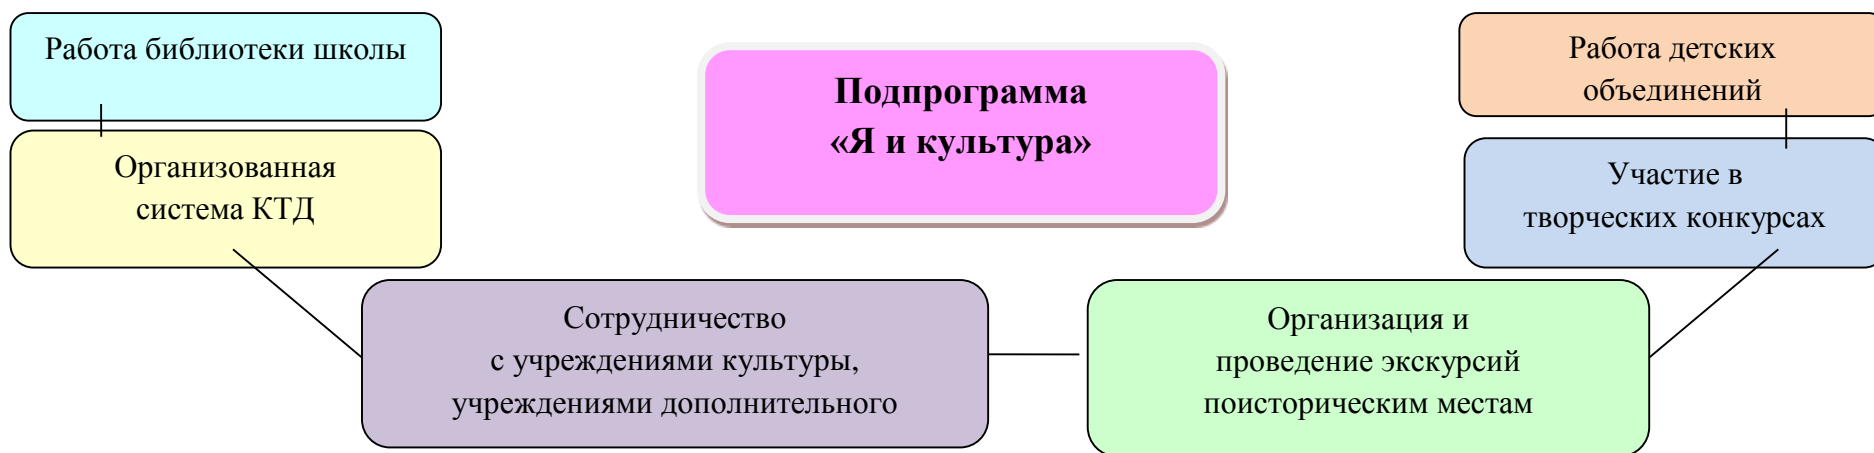 Работа библиотеки школы
Организованная
система КТД
Подпрограмма
«Я и культура»
Работа детских
объединений
Участие в
творческих конкурсах
Сотрудничество
с учреждениями культуры,
учреждениями дополнительного
Организация и
проведение экскурсий
поисторическим местам